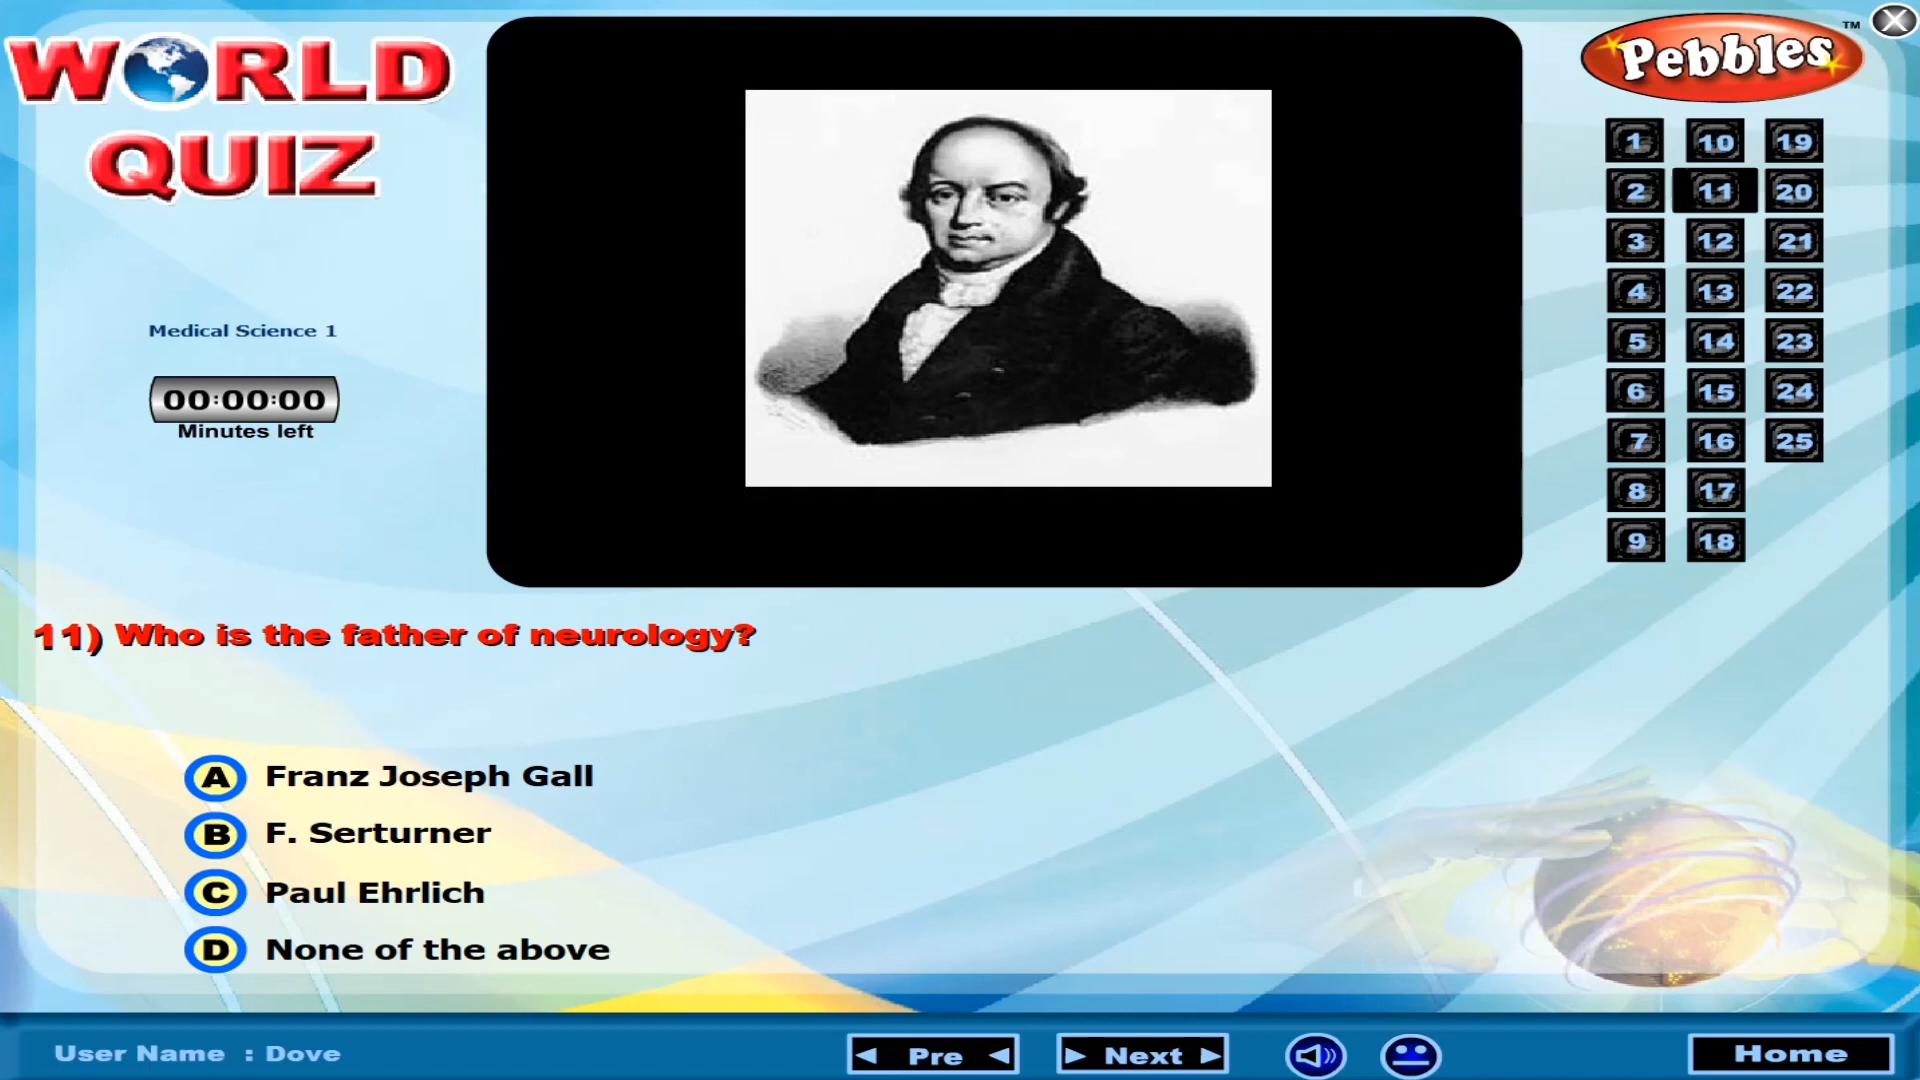 WORLD
QUIZ
Medical Science 1
00:00:00
Minutes left
Pebbles™
1 10 19
2 11 20
3 12 21
4 13 22
5 14 23
6 15 24
7 16 25
8 17
9 18
11) Who is the father of neurology?
A Franz Joseph Gall
B F. Serturner
C Paul Ehrlich
D None of the above
User Name : Dove
Pre
Next
Home